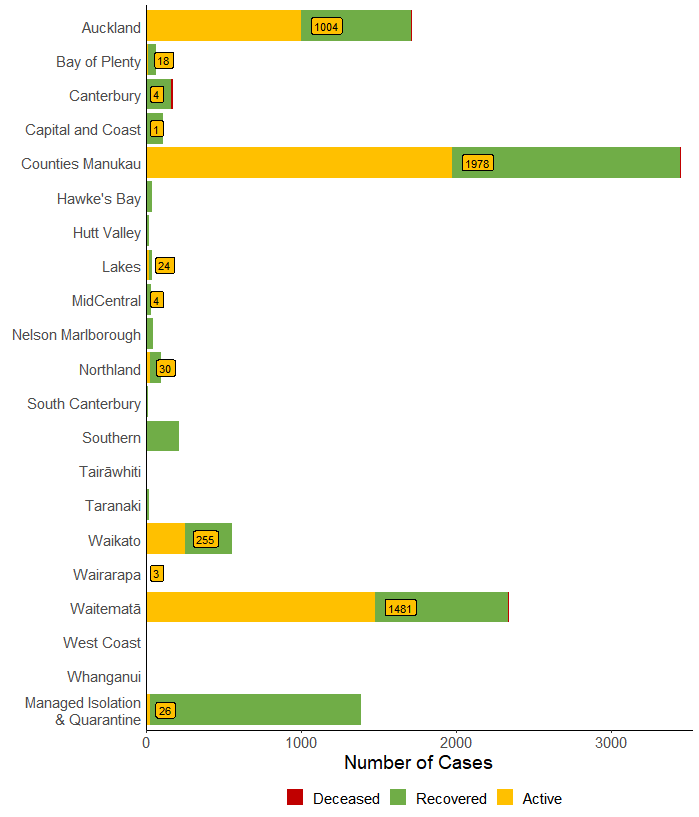 Auckland 1004
Bay of Plenty 18
Canterbury 4
Capital and Coast 1
Counties Manukau 1978
Hawke's Bay
Hutt Valley
Lakes 24
MidCentral 4
Nelson Marlborough
Northland 30
South Canterbury
Southern
Tairāwhiti
Taranaki
Waikato 255
Wairarapa 3
Waitematā 1481
West Coast
Whanganui
Managed Isolation
& Quarantine 26
0 1000 2000 3000
Number of Cases
Deceased Recovered Active